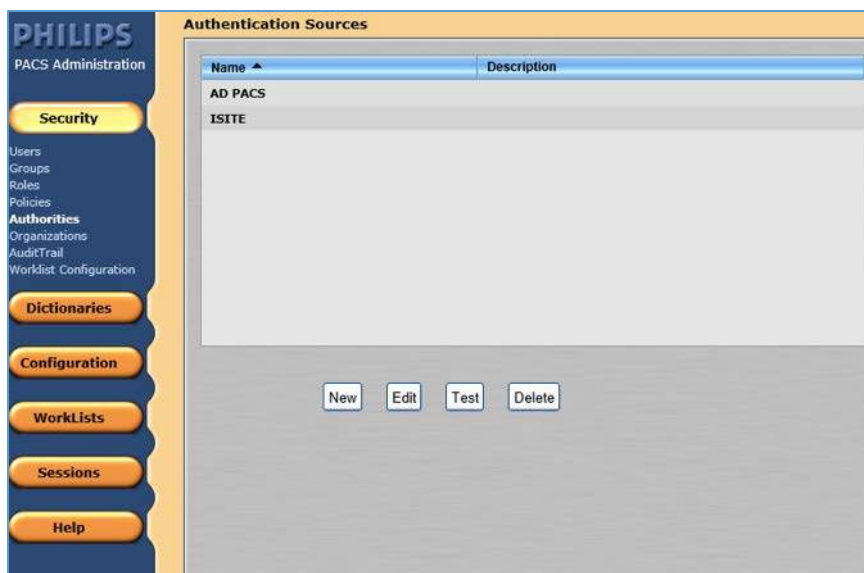 PHILIPS
PACS Administration
Security
Users
Groups
Roles
Policies
Authorities
Organizations
AuditTrail
Worklist Configuration
Dictionaries
Configuration
WorkLists
Sessions
Help
Authentication Sources
Name Description
AD PACS
ISITE
New Edit Test Delete